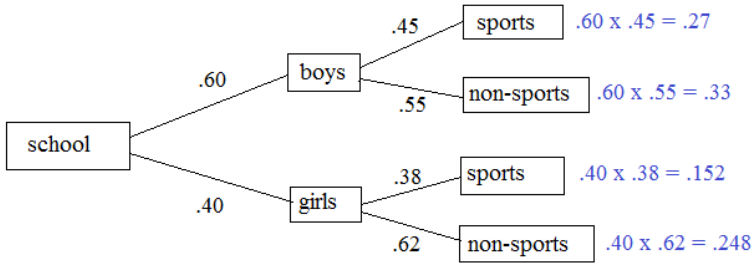 .45
sports
.60 x .45 = .27
.60
boys
.55
non-sports
.60 x .55 = .33
school
.38
sports
.40 x .38 = .152
.40
girls
.62
non-sports
.40 x .62 = .248